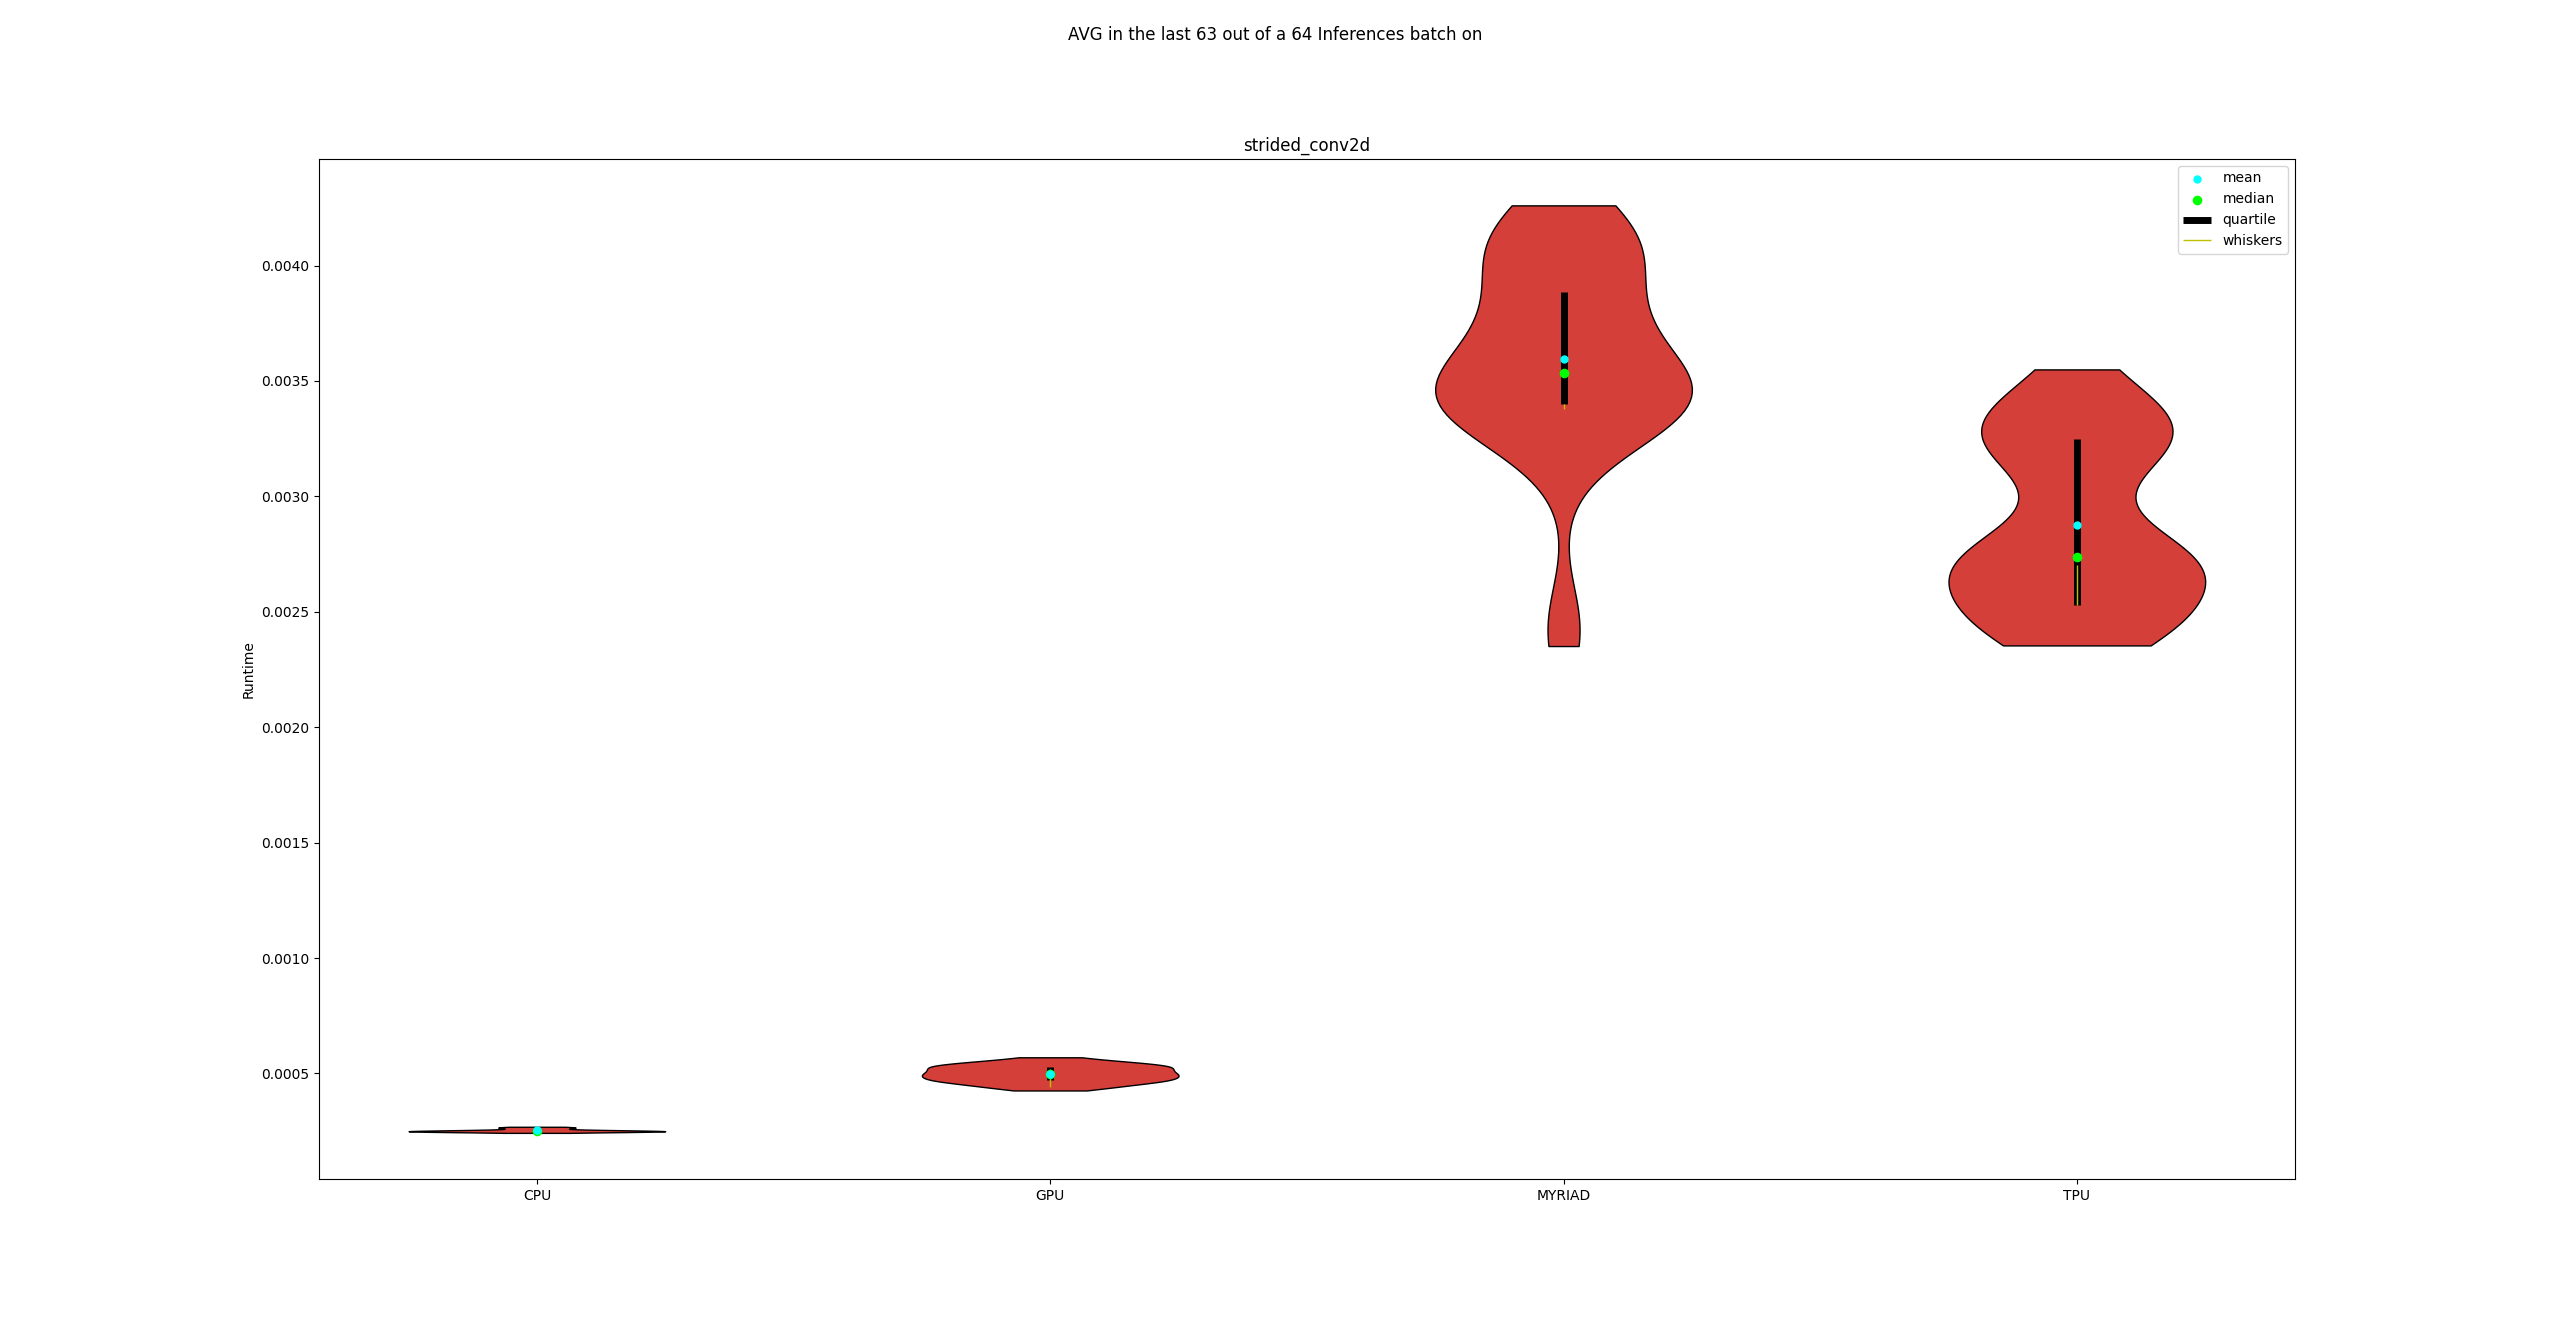 AVG in the last 63 out of a 64 Inferences batch on
strided_conv2d
mean
median
quartile
whiskers
0.0040
0.0035
0.0030
0.0025
0.0020
0.0015
0.0010
0.0005
Runtime
CPU
GPU
MYRIAD
TPU